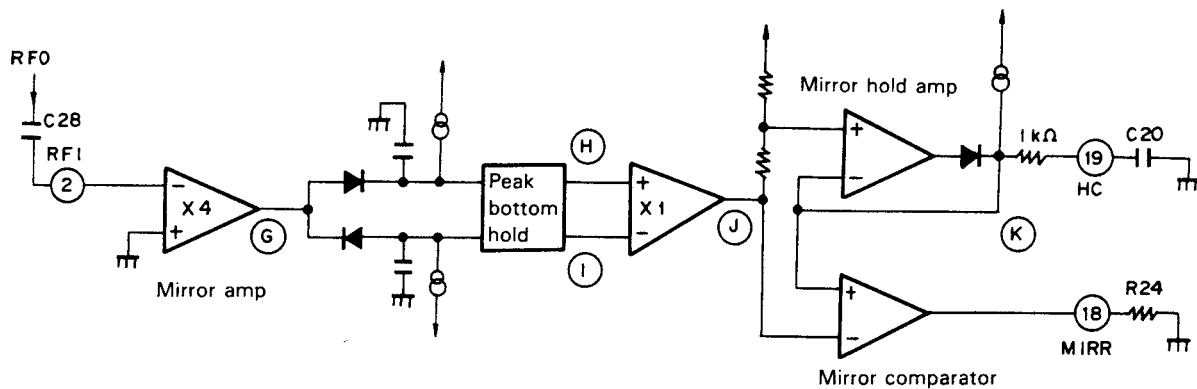 RFO
C28
RFI
2
−
X4
+
G
Mirror amp
Peak
bottom
hold
H
I
+
X1
−
J
Mirror hold amp
+
−
1kΩ
19
HC
C20
K
+
−
18
MIRR
R24
Mirror comparator